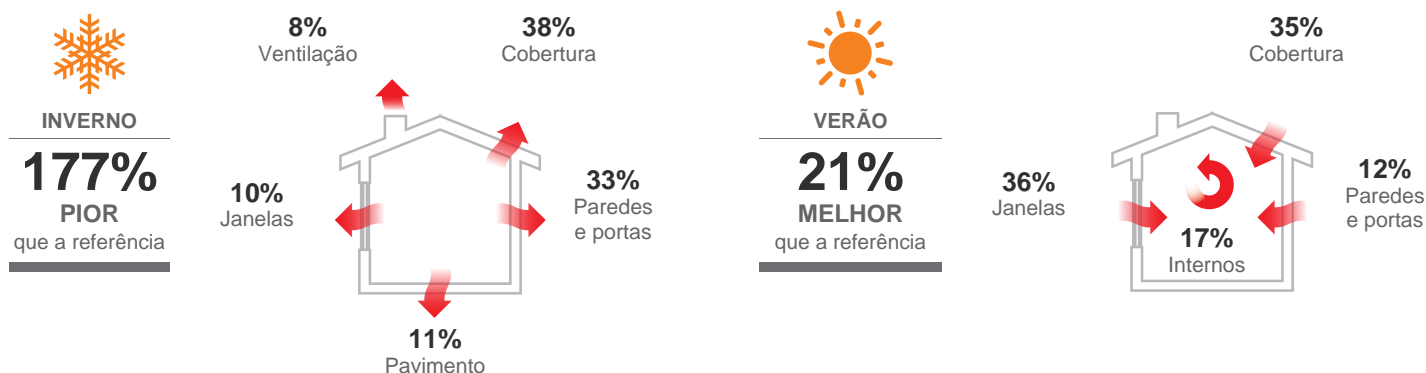 INVERNO
177%
PIOR
que a referência
8%
Ventilação
38%
Cobertura
10%
Janelas
33%
Paredes
e portas
11%
Pavimento
VERÃO
21%
MELHOR
que a referência
35%
Cobertura
36%
Janelas
12%
Paredes
e portas
17%
Internos